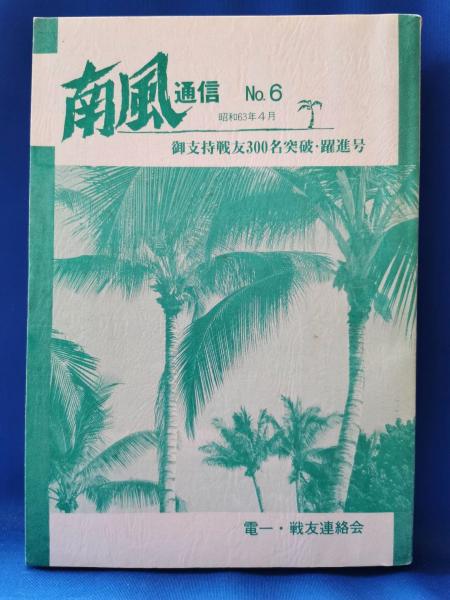 南風通信 No.6
昭和63年4月
御支持戦友300名突破・躍進号
電一・戦友連絡会